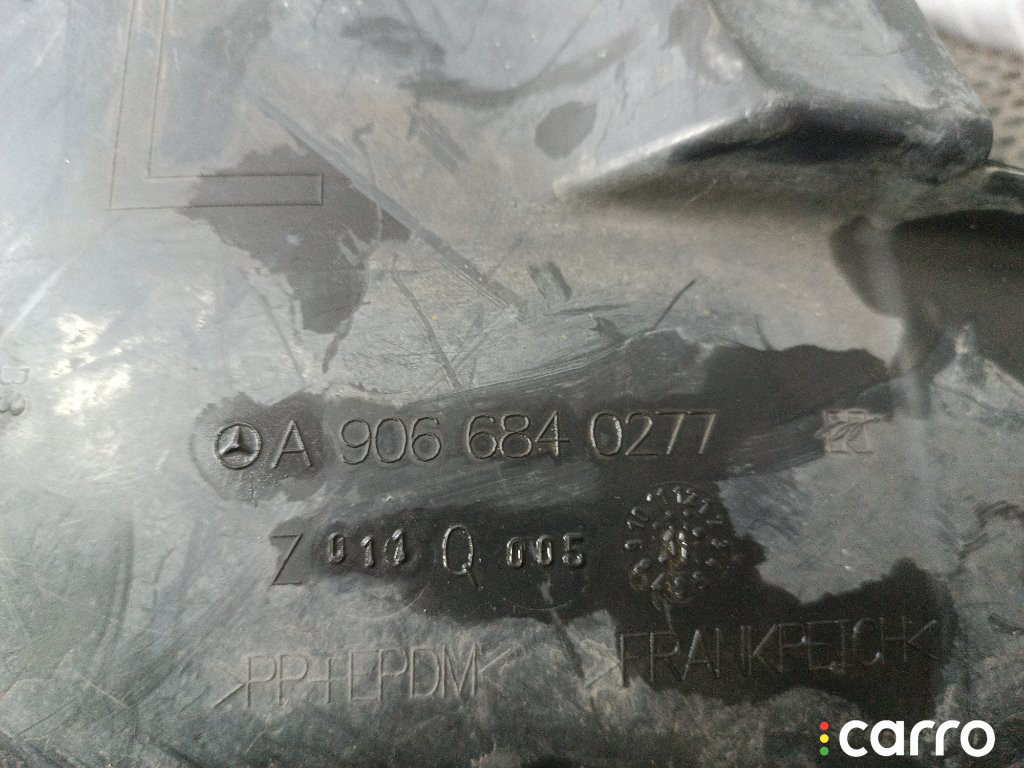 A 906 684 0277
Z 010 Q 005
>PP+EPDM<
>FRANKREICH<
carro